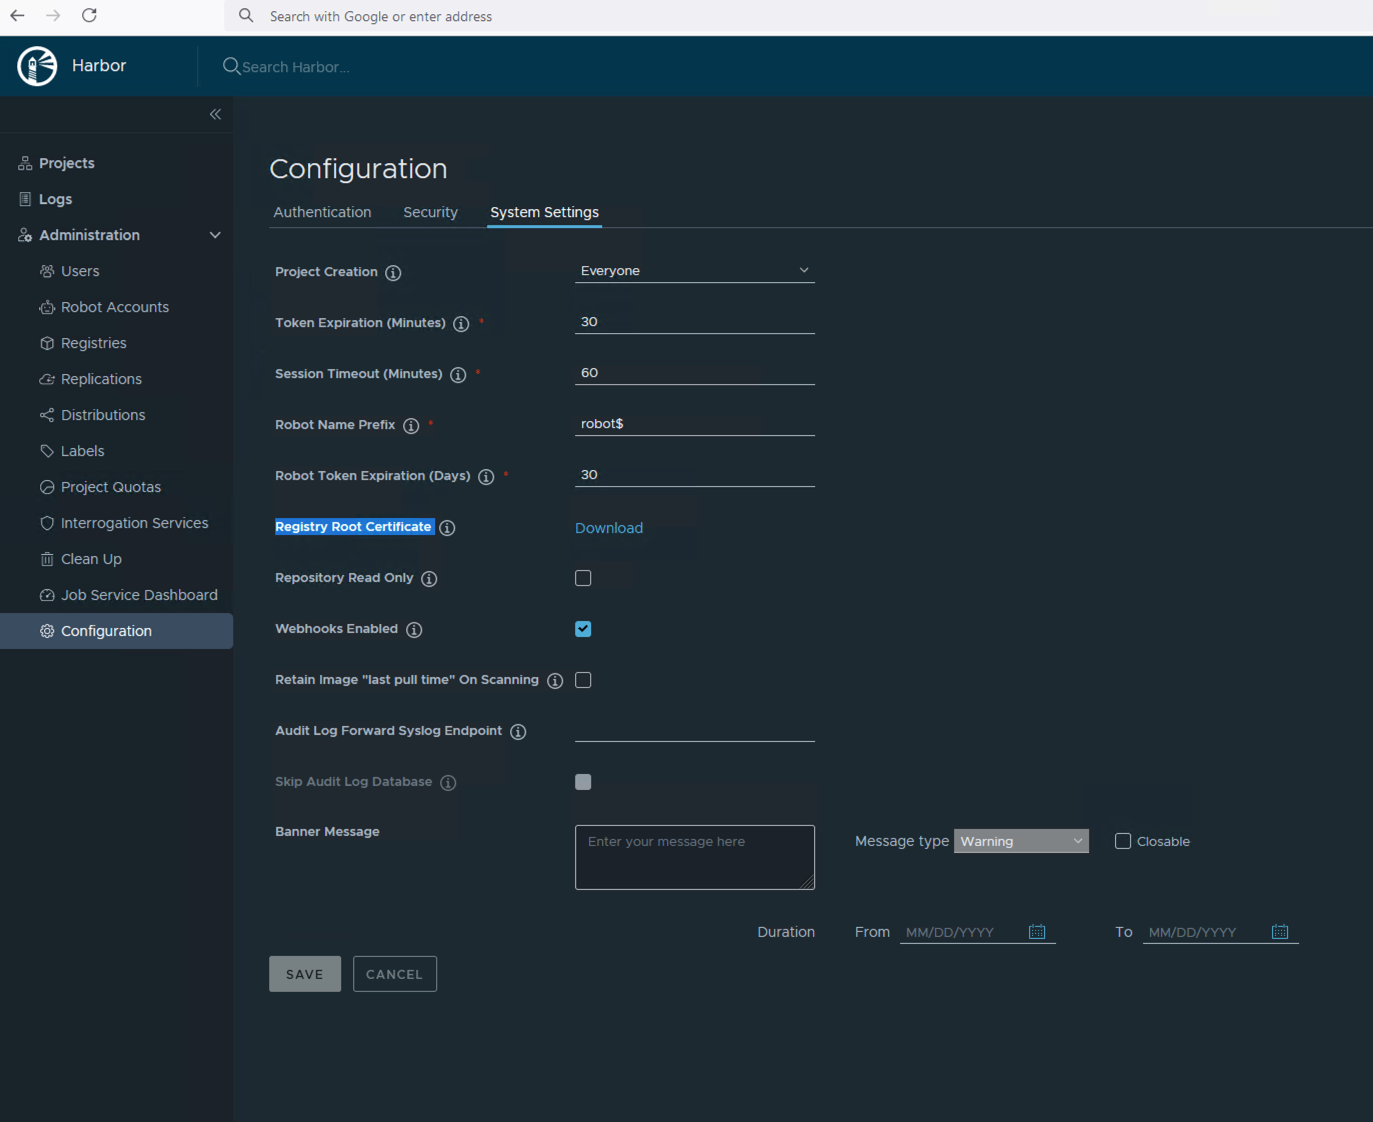 Search with Google or enter address
Harbor
Search Harbor...
Projects
Logs
Administration
Users
Robot Accounts
Registries
Replications
Distributions
Labels
Project Quotas
Interrogation Services
Clean Up
Job Service Dashboard
Configuration
Configuration
Authentication Security System Settings
Project Creation Everyone
Token Expiration (Minutes) * 30
Session Timeout (Minutes) * 60
Robot Name Prefix * robot$
Robot Token Expiration (Days) * 30
Registry Root Certificate Download
Repository Read Only
Webhooks Enabled
Retain Image "last pull time" On Scanning
Audit Log Forward Syslog Endpoint
Skip Audit Log Database
Banner Message Enter your message here Message type Warning Closable
Duration From MM/DD/YYYY To MM/DD/YYYY
SAVE CANCEL